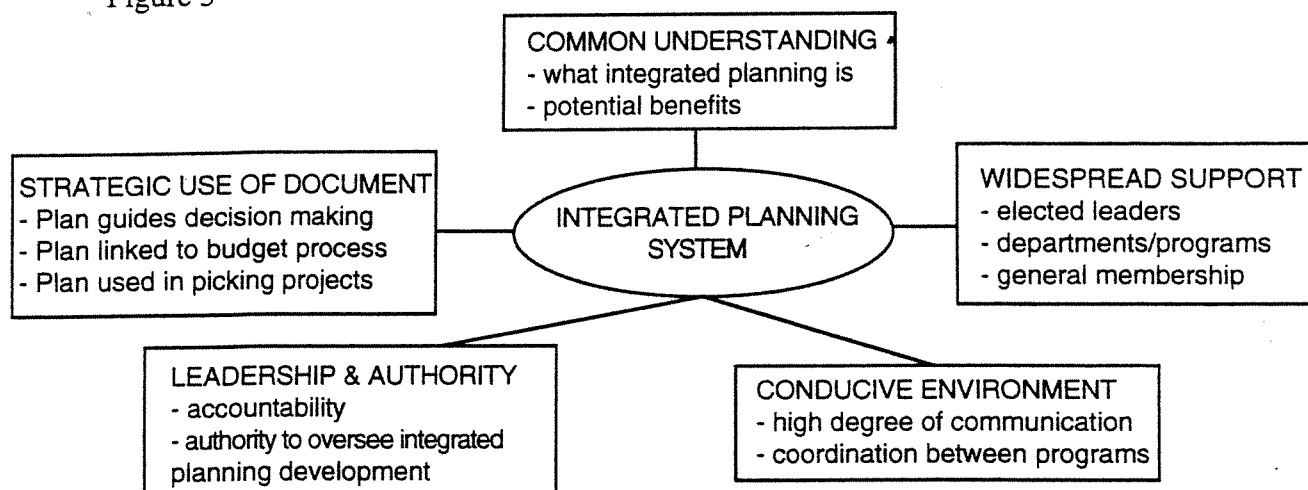 Figure 3
COMMON UNDERSTANDING
- what integrated planning is
- potential benefits
STRATEGIC USE OF DOCUMENT
- Plan guides decision making
- Plan linked to budget process
- Plan used in picking projects
INTEGRATED PLANNING
SYSTEM
WIDESPREAD SUPPORT
- elected leaders
- departments/programs
- general membership
LEADERSHIP & AUTHORITY
- accountability
- authority to oversee integrated
planning development
CONDUCIVE ENVIRONMENT
- high degree of communication
- coordination between programs